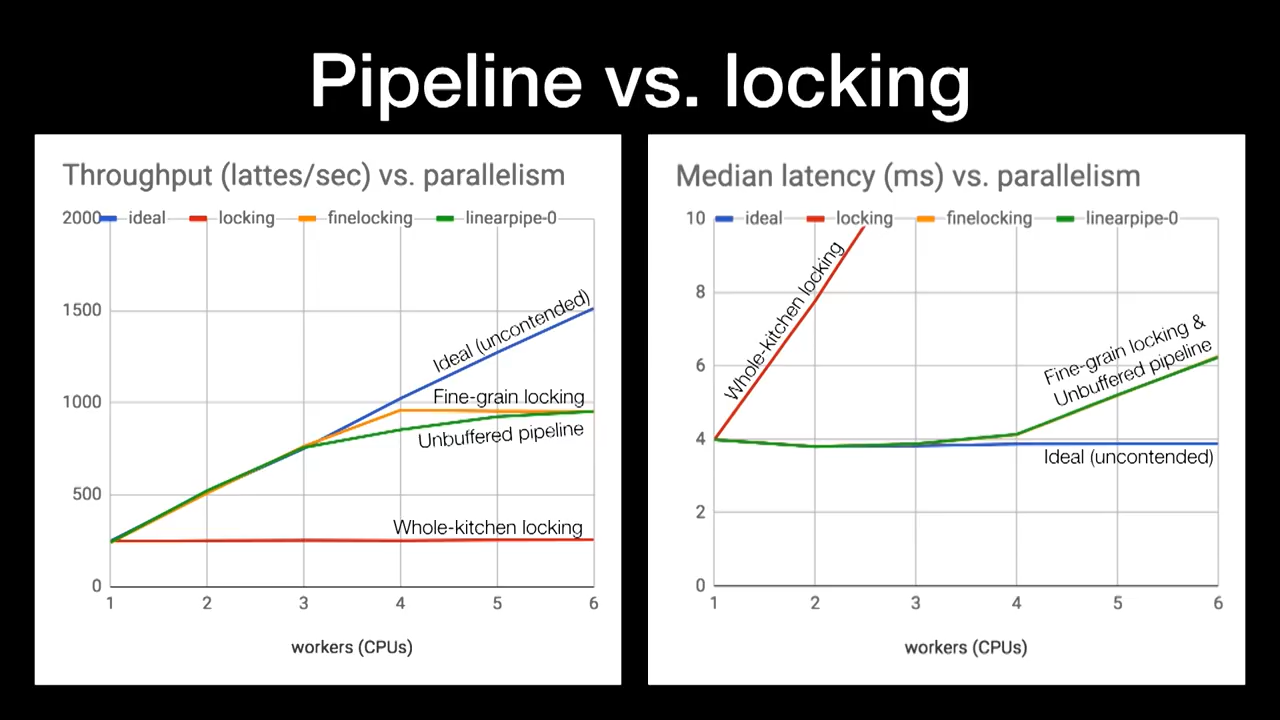 Pipeline vs. locking
Throughput (lattes/sec) vs. parallelism
ideal locking finelocking linearpipe-0
2000
1500
1000
500
0
Ideal (uncontended)
Fine-grain locking
Unbuffered pipeline
Whole-kitchen locking
1 2 3 4 5 6
workers (CPUs)
Median latency (ms) vs. parallelism
ideal locking finelocking linearpipe-0
10
8
6
4
2
0
Whole-kitchen locking
Fine-grain locking &
Unbuffered pipeline
Ideal (uncontended)
1 2 3 4 5 6
workers (CPUs)